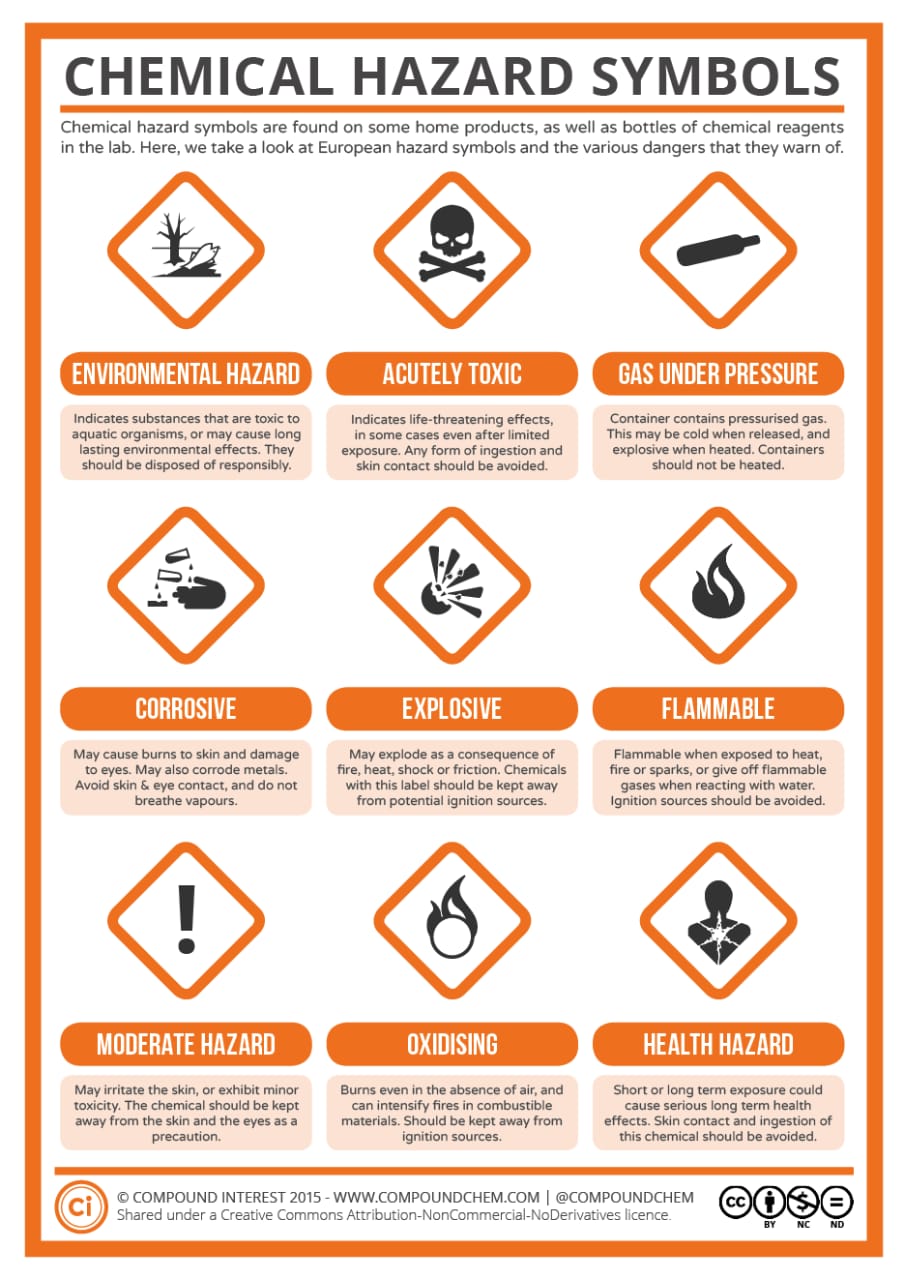 CHEMICAL HAZARD SYMBOLS
Chemical hazard symbols are found on some home products, as well as bottles of chemical reagents
in the lab. Here, we take a look at European hazard symbols and the various dangers that they warn of.
ENVIRONMENTAL HAZARD
Indicates substances that are toxic to
aquatic organisms, or may cause long
lasting environmental effects. They
should be disposed of responsibly.
ACUTELY TOXIC
Indicates life-threatening effects,
in some cases even after limited
exposure. Any form of ingestion and
skin contact should be avoided.
GAS UNDER PRESSURE
Container contains pressurised gas.
This may be cold when released, and
explosive when heated. Containers
should not be heated.
CORROSIVE
May cause burns to skin and damage
to eyes. May also corrode metals.
Avoid skin & eye contact, and do not
breathe vapours.
EXPLOSIVE
May explode as a consequence of
fire, heat, shock or friction. Chemicals
with this label should be kept away
from potential ignition sources.
FLAMMABLE
Flammable when exposed to heat,
fire or sparks, or give off flammable
gases when reacting with water.
Ignition sources should be avoided.
MODERATE HAZARD
May irritate the skin, or exhibit minor
toxicity. The chemical should be kept
away from the skin and the eyes as a
precaution.
OXIDISING
Burns even in the absence of air, and
can intensify fires in combustible
materials. Should be kept away from
ignition sources.
HEALTH HAZARD
Short or long term exposure could
cause serious long term health
effects. Skin contact and ingestion of
this chemical should be avoided.
Ci
© COMPOUND INTEREST 2015 - WWW.COMPOUNDCHEM.COM | @COMPOUNDCHEM
Shared under a Creative Commons Attribution-NonCommercial-NoDerivatives licence.
cc
BY NC ND